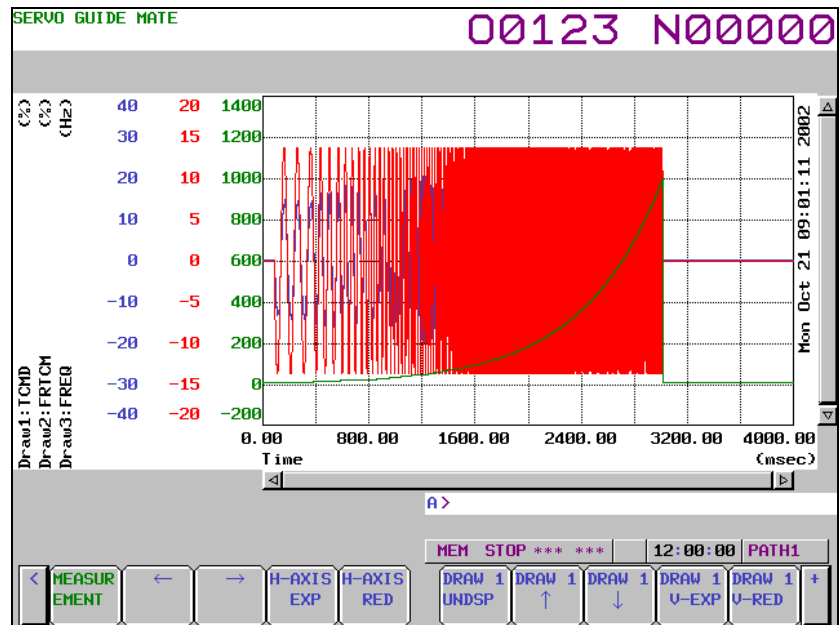 SERVO GUIDE MATE
O0123 N00000
(%)
(%)
(Hz)
40 20 1400
30 15 1200
20 10 1000
10 5 800
0 0 600
-10 -5 400
-20 -10 200
-30 -15 0
-40 -20 -200
Draw1:TCMD
Draw2:FRTCM
Draw3:FREQ
Mon Oct 21 09:01:11 2002
0.00 800.00 1600.00 2400.00 3200.00 4000.00
Time (msec)
A>
MEM STOP *** *** 12:00:00 PATH1
< MEASUREMENT ← → H-AXIS EXP H-AXIS RED DRAW 1 UNDSP DRAW 1 ↑ DRAW 1 ↓ DRAW 1 V-EXP DRAW 1 V-RED +